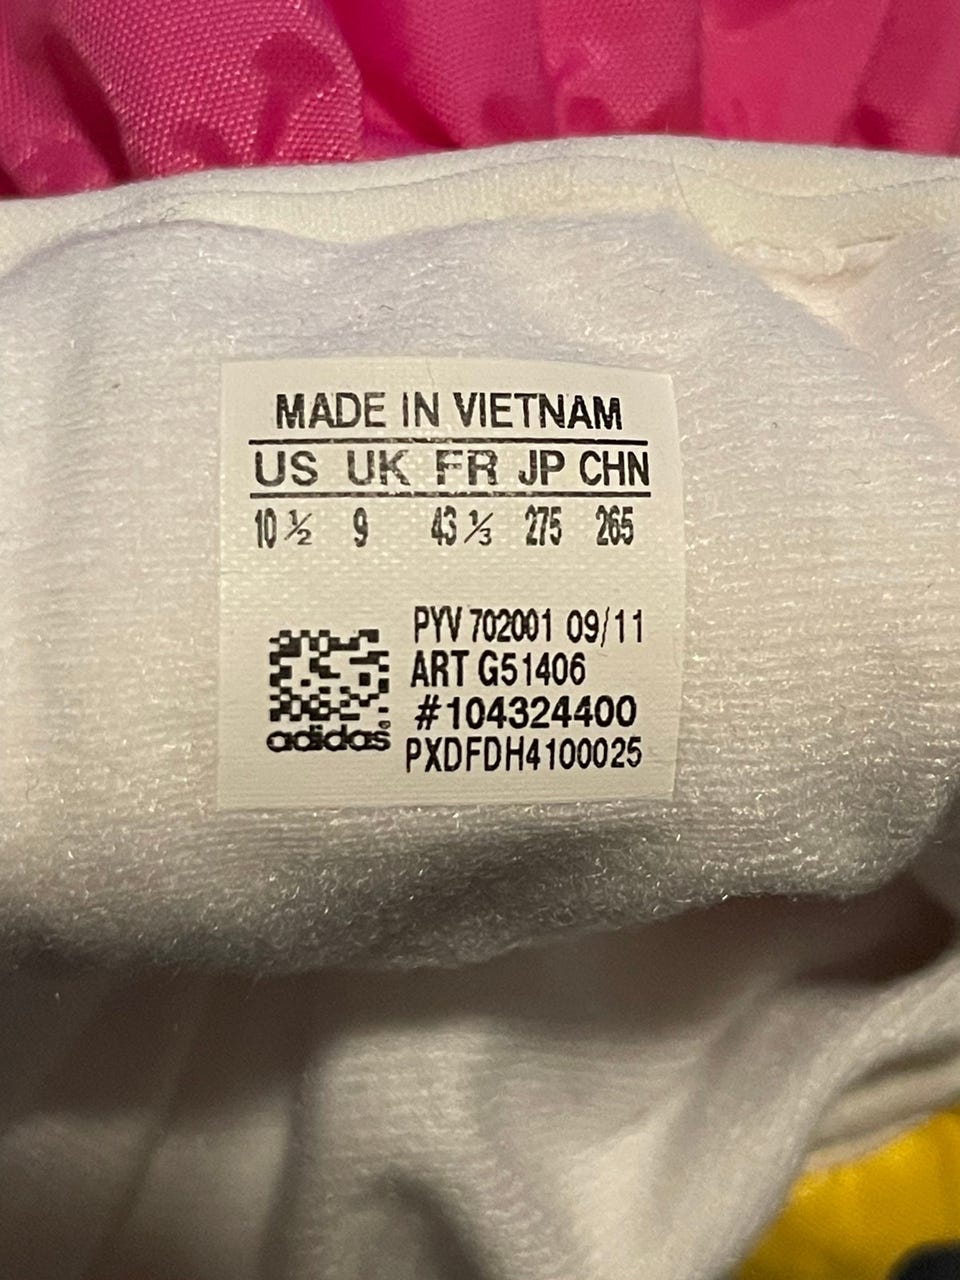 MADE IN VIETNAM
US UK FR JP CHN
10 ½ 9 43 ⅓ 275 265
PYV 702001 09/11
ART G51406
#104324400
PXDFDH4100025
adidas®